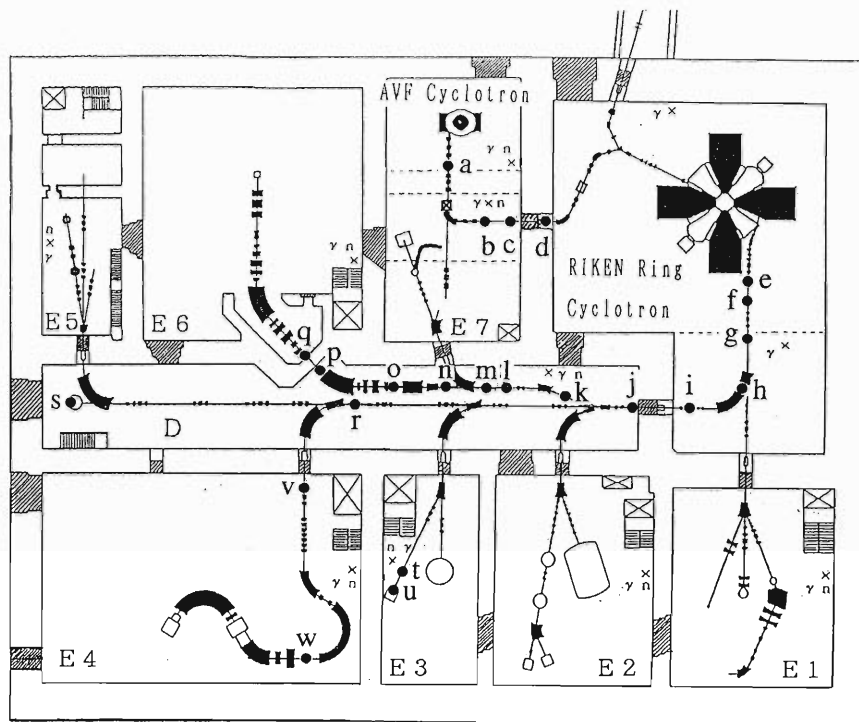 AVF Cyclotron
γ ×
γ n
×
a
γ × n
n
×
γ
γ n
×
b c d
RIKEN Ring
Cyclotron
e
f
g
γ ×
E5
E6
E7
q
p
o
n
m
l
× γ n
k
j
i
h
s
D
r
v
n γ
×
t
u
×
γ n
×
γ n
×
γ n
w
E4
E3
E2
E1